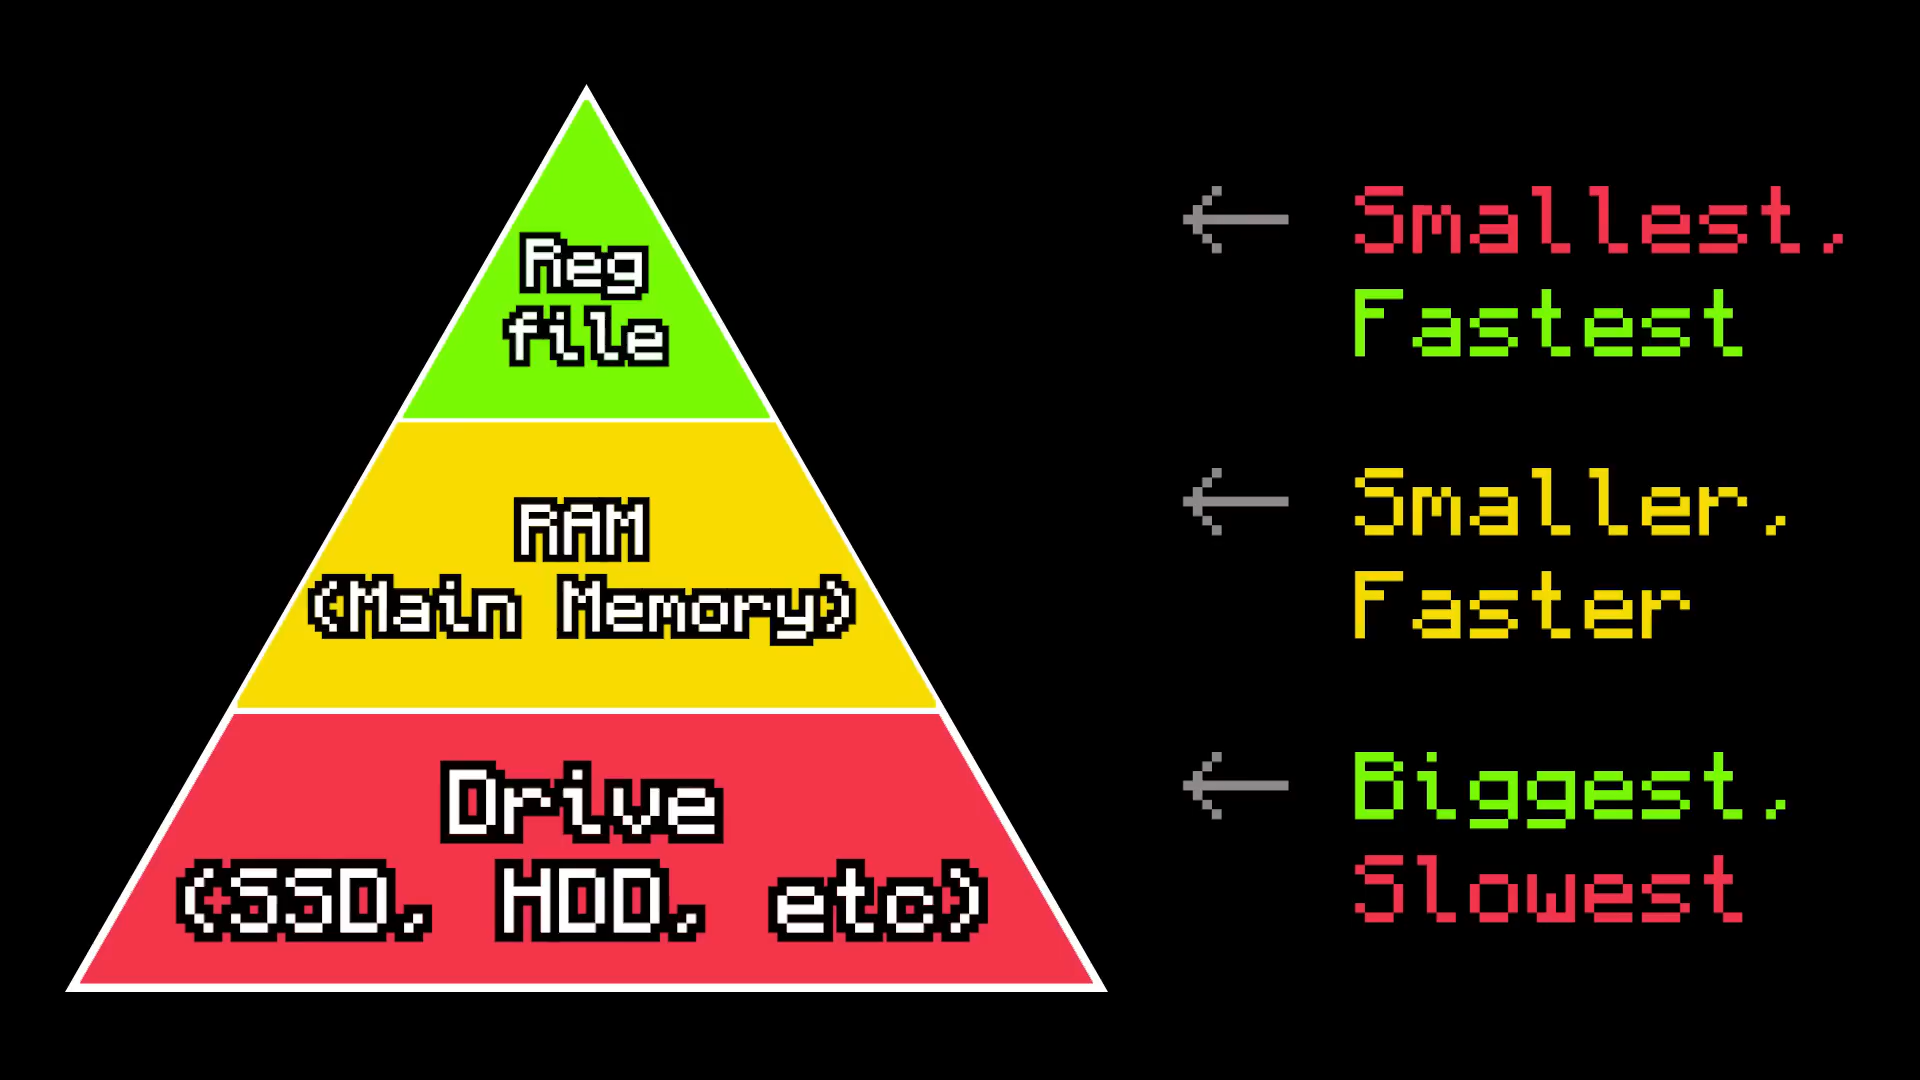 Reg
file
← Smallest,
Fastest
RAM
(Main Memory)
← Smaller,
Faster
Drive
(SSD, HDD, etc)
← Biggest,
Slowest